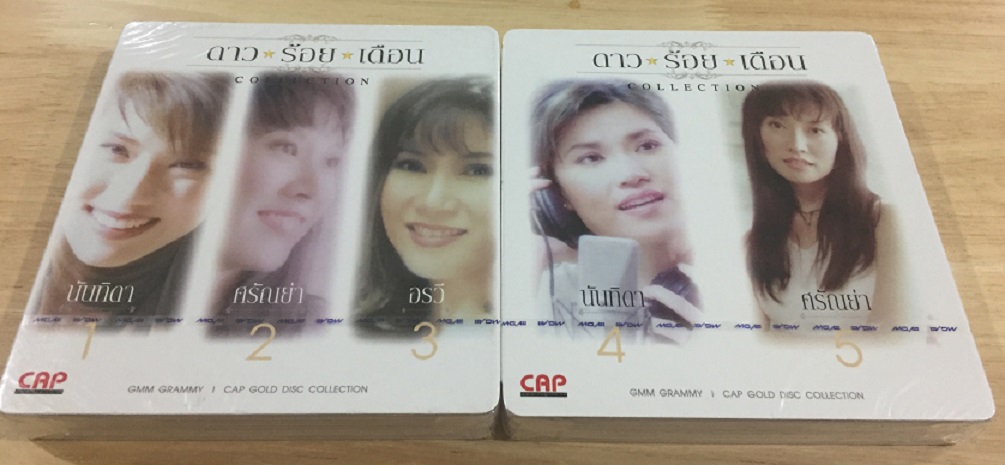 ดาว ร้อย เดือน
COLLECTION
นันทิดา ศรัณย่า อรวี
1 2 3
CAP
GMM GRAMMY CAP GOLD DISC COLLECTION
ดาว ร้อย เดือน
COLLECTION
นันทิดา ศรัณย่า
4 5
CAP
GMM GRAMMY CAP GOLD DISC COLLECTION